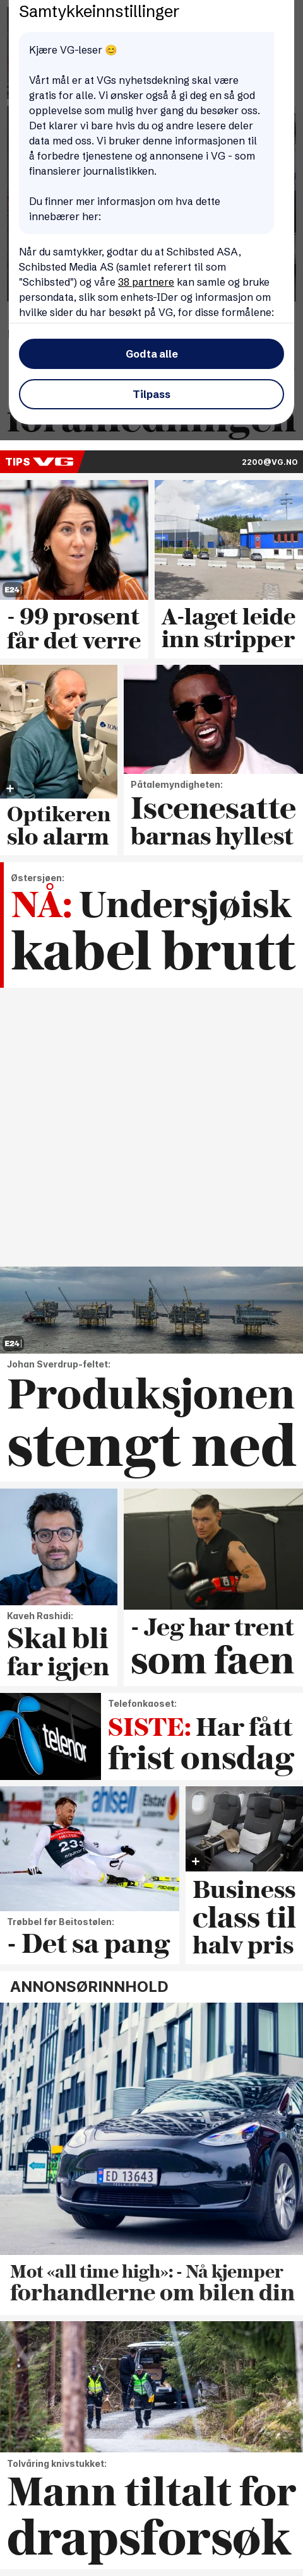 Samtykkeinnstillinger
Kjære VG-leser 😊
Vårt mål er at VGs nyhetsdekning skal være
gratis for alle. Vi ønsker også å gi deg en så god
opplevelse som mulig hver gang du besøker oss.
Det klarer vi bare hvis du og andre lesere deler
data med oss. Vi bruker denne informasjonen til
å forbedre tjenestene og annonsene i VG - som
finansierer journalistikken.
Du finner mer informasjon om hva dette
innebærer her:
Når du samtykker, godtar du at Schibsted ASA,
Schibsted Media AS (samlet referert til som
"Schibsted") og våre 38 partnere kan samle og bruke
persondata, slik som enhets-IDer og informasjon om
hvilke sider du har besøkt på VG, for disse formålene:
Godta alle
Tilpass
TIPS VG
2200@VG.NO
E24
- 99 prosent
får det verre
A-laget leide
inn stripper
Optikeren
slo alarm
Påtalemyndigheten:
Iscenesatte
barnas hyllest
Østersjøen:
NÅ: Undersjøisk
kabel brutt
E24
Johan Sverdrup-feltet:
Produksjonen
stengt ned
Kaveh Rashidi:
Skal bli
far igjen
- Jeg har trent
som faen
telenor
Telefonkaoset:
SISTE: Har fått
frist onsdag
Trøbbel før Beitostølen:
- Det sa pang
Business
class til
halv pris
ANNONSØRINNHOLD
ED 13643
Mot «all time high»: - Nå kjemper
forhandlerne om bilen din
Tolvåring knivstukket:
Mann tiltalt for
drapsforsøk